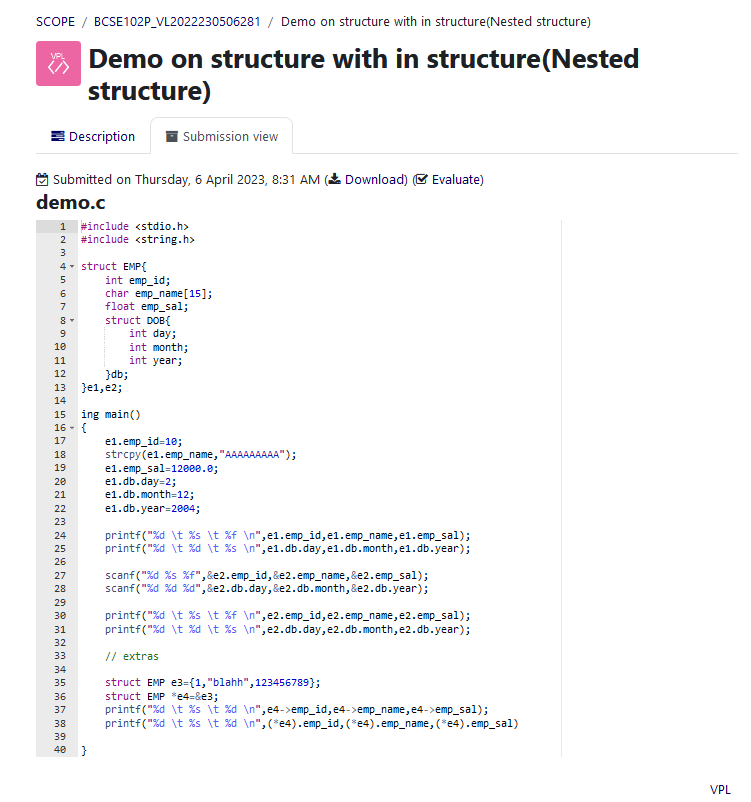 SCOPE / BCSE102P_VL2022230506281 / Demo on structure with in structure(Nested structure)
VPL
</>
Demo on structure with in structure(Nested
structure)
Description
Submission view
Submitted on Thursday, 6 April 2023, 8:31 AM (Download) (Evaluate)
demo.c
1 #include <stdio.h>
2 #include <string.h>
3
4 struct EMP{
5     int emp_id;
6     char emp_name[15];
7     float emp_sal;
8     struct DOB{
9         int day;
10         int month;
11         int year;
12     }db;
13 }e1,e2;
14
15 ing main()
16 {
17     e1.emp_id=10;
18     strcpy(e1.emp_name,"AAAAAAAAA");
19     e1.emp_sal=12000.0;
20     e1.db.day=2;
21     e1.db.month=12;
22     e1.db.year=2004;
23
24     printf("%d \t %s \t %f \n",e1.emp_id,e1.emp_name,e1.emp_sal);
25     printf("%d \t %d \t %s \n",e1.db.day,e1.db.month,e1.db.year);
26
27     scanf("%d %s %f",&e2.emp_id,&e2.emp_name,&e2.emp_sal);
28     scanf("%d %d %d",&e2.db.day,&e2.db.month,&e2.db.year);
29
30     printf("%d \t %s \t %f \n",e2.emp_id,e2.emp_name,e2.emp_sal);
31     printf("%d \t %d \t %s \n",e2.db.day,e2.db.month,e2.db.year);
32
33     // extras
34
35     struct EMP e3={1,"blahh",123456789};
36     struct EMP *e4=&e3;
37     printf("%d \t %s \t %d \n",e4->emp_id,e4->emp_name,e4->emp_sal);
38     printf("%d \t %s \t %d \n",(*e4).emp_id,(*e4).emp_name,(*e4).emp_sal)
39
40 }
VPL